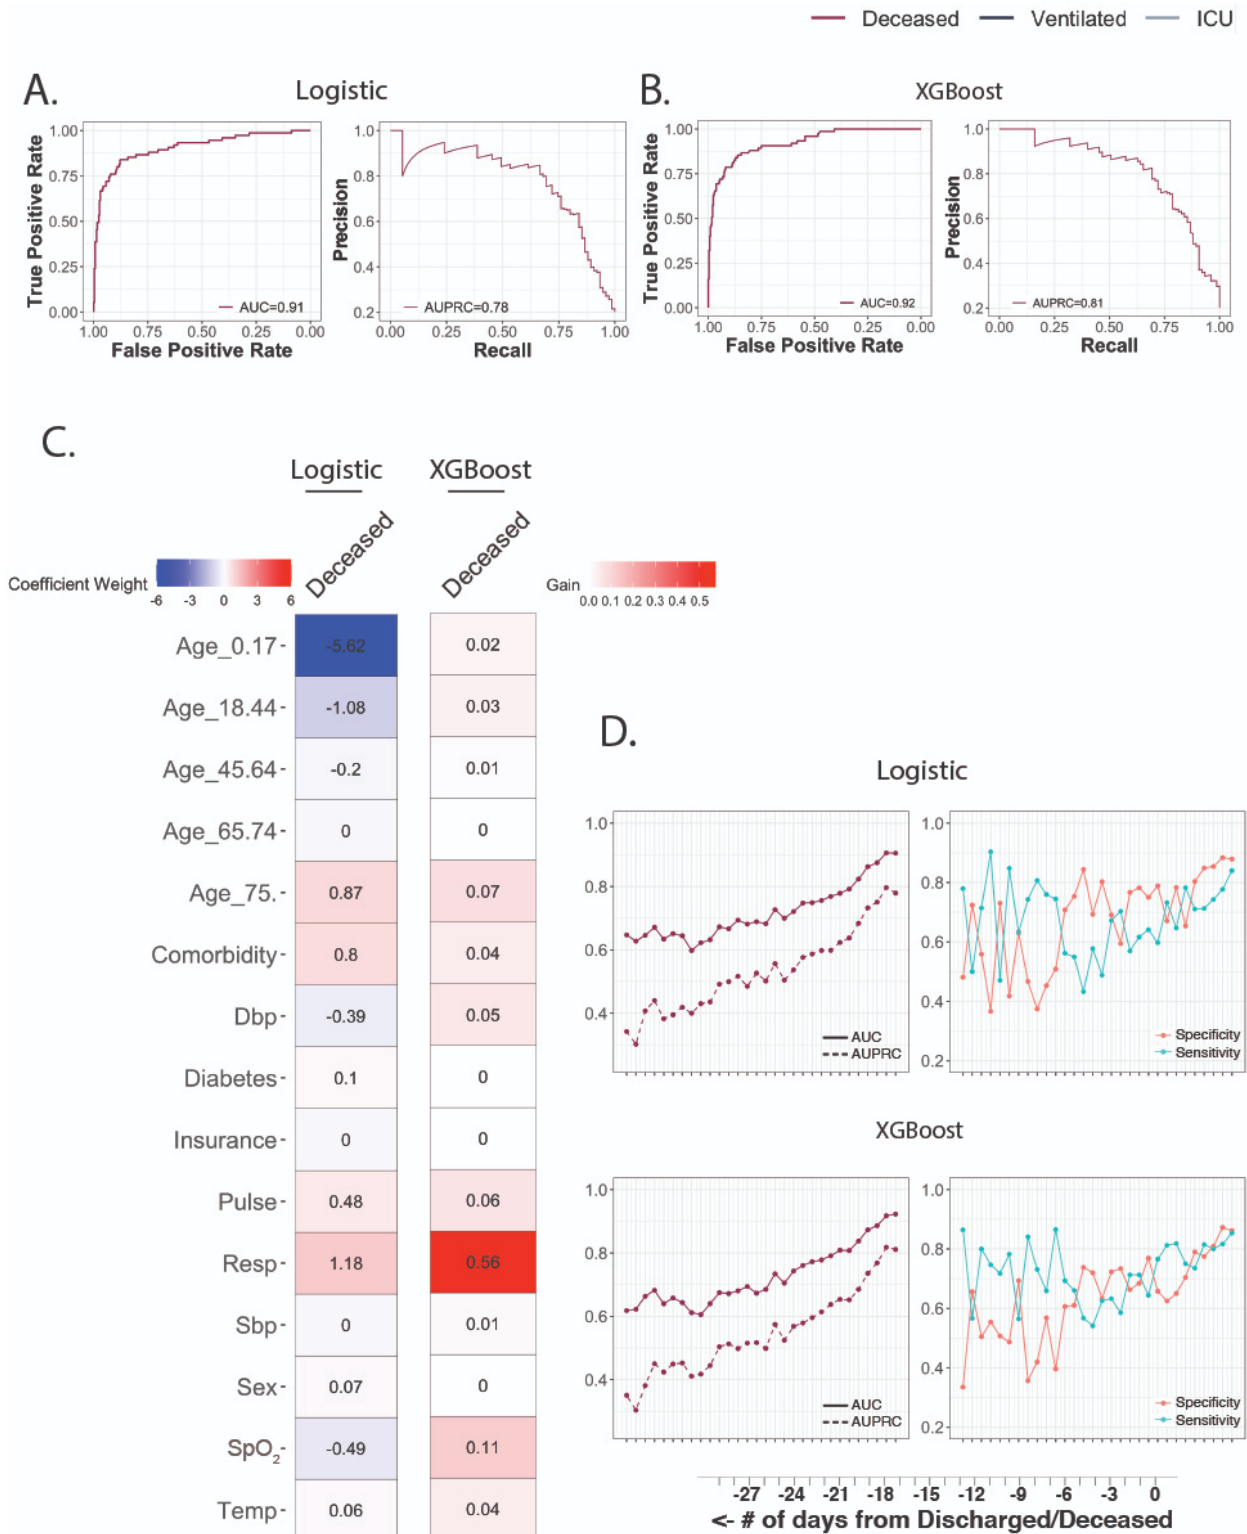 Deceased Ventilated ICU
A. Logistic
B. XGBoost
1.00
0.75
0.50
0.25
0.00
True Positive Rate
AUC=0.91
1.00 0.75 0.50 0.25 0.00
False Positive Rate
1.0
0.8
0.6
0.4
0.2
Precision
AUPRC=0.78
0.00 0.25 0.50 0.75 1.00
Recall
1.00
0.75
0.50
0.25
0.00
True Positive Rate
AUC=0.92
1.00 0.75 0.50 0.25 0.00
False Positive Rate
1.0
0.8
0.6
0.4
0.2
Precision
AUPRC=0.81
0.00 0.25 0.50 0.75 1.00
Recall
C.
Logistic XGBoost
Deceased Deceased
Coefficient Weight
-6 -3 0 3 6
Gain
0.0 0.1 0.2 0.3 0.4 0.5
Age_0.17 -5.62 0.02
Age_18.44 -1.08 0.03
Age_45.64 -0.2 0.01
Age_65.74 0 0
Age_75. 0.87 0.07
Comorbidity 0.8 0.04
Dbp -0.39 0.05
Diabetes 0.1 0
Insurance 0 0
Pulse 0.48 0.06
Resp 1.18 0.56
Sbp 0 0.01
Sex 0.07 0
SpO2 -0.49 0.11
Temp 0.06 0.04
D.
Logistic
1.0
0.8
0.6
0.4
AUC
AUPRC
1.0
0.8
0.6
0.4
0.2
Specificity
Sensitivity
XGBoost
1.0
0.8
0.6
0.4
AUC
AUPRC
1.0
0.8
0.6
0.4
0.2
Specificity
Sensitivity
-27 -24 -21 -18 -15 -12 -9 -6 -3 0
<- # of days from Discharged/Deceased